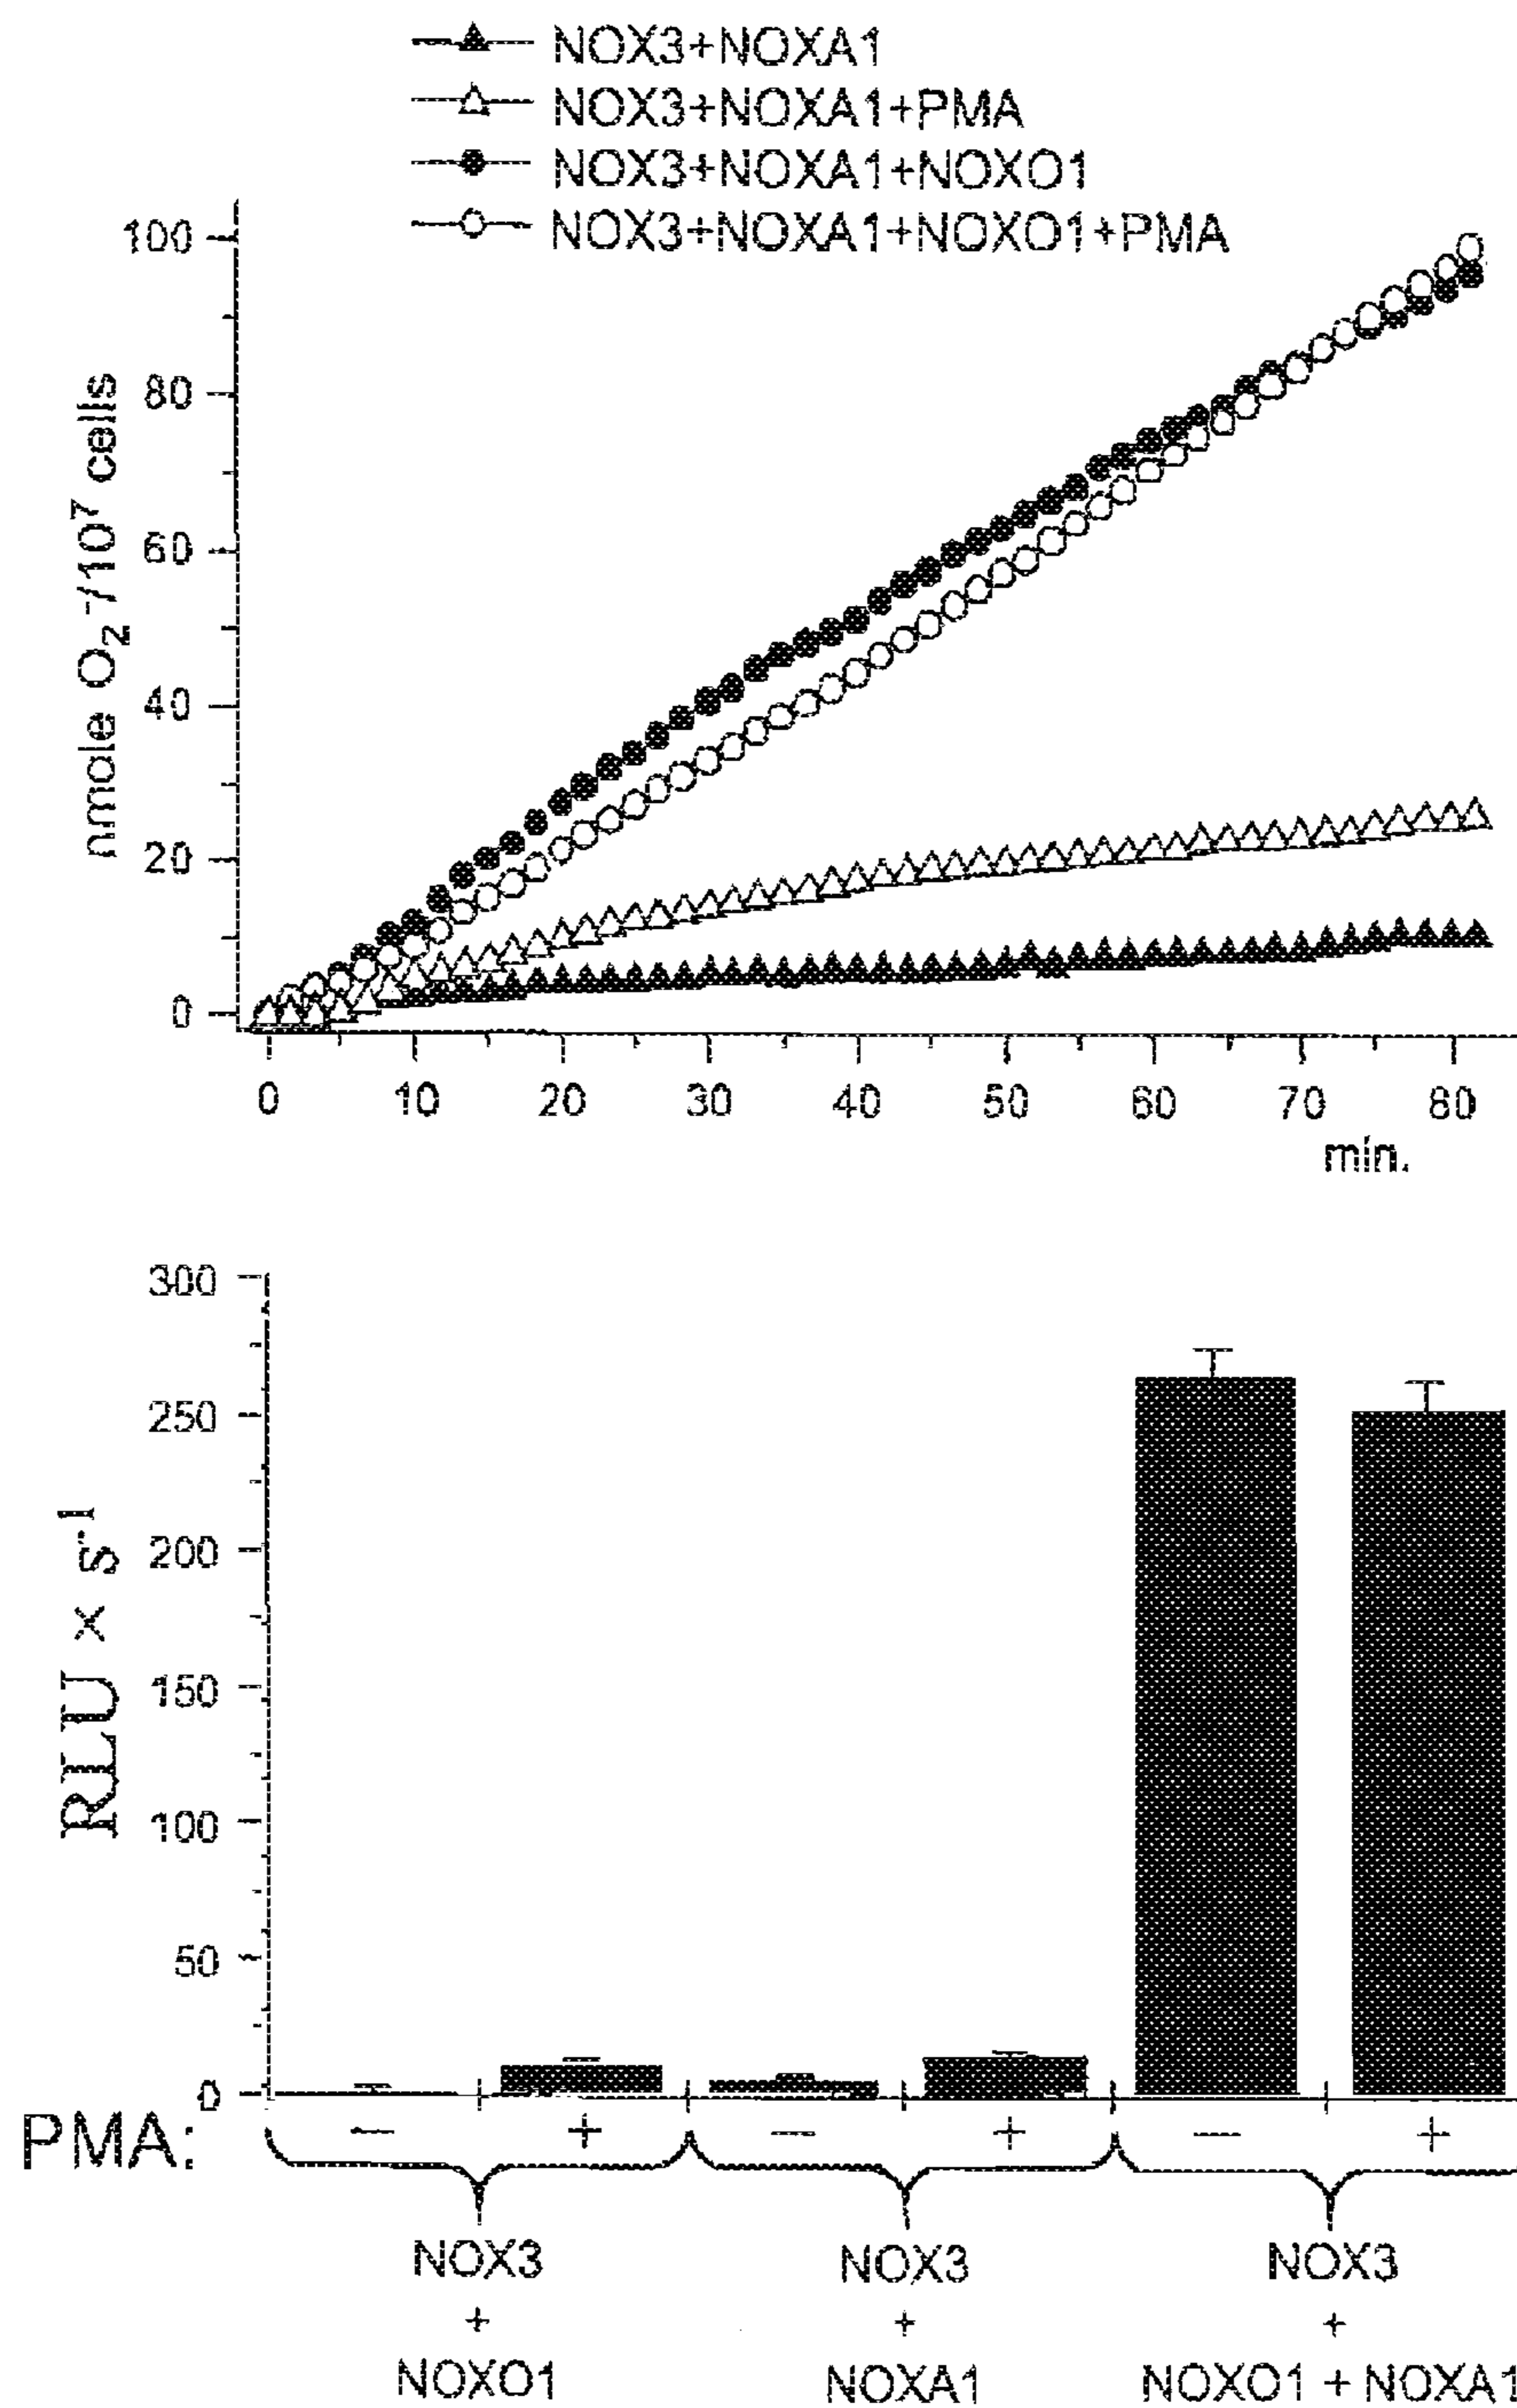 NOX3+NOXA1
NOX3+NOXA1+PMA
NOX3+NOXA1+NOXO1
NOX3+NOXA1+NOXO1+PMA
nmole O₂⁻/10⁷ cells
100
80
60
40
20
0
0 10 20 30 40 50 60 70 80
min.
RLU × s⁻¹
300
250
200
150
100
50
0
PMA: — + — + — +
NOX3 NOX3 NOX3
+ + +
NOXO1 NOXA1 NOXO1 + NOXA1